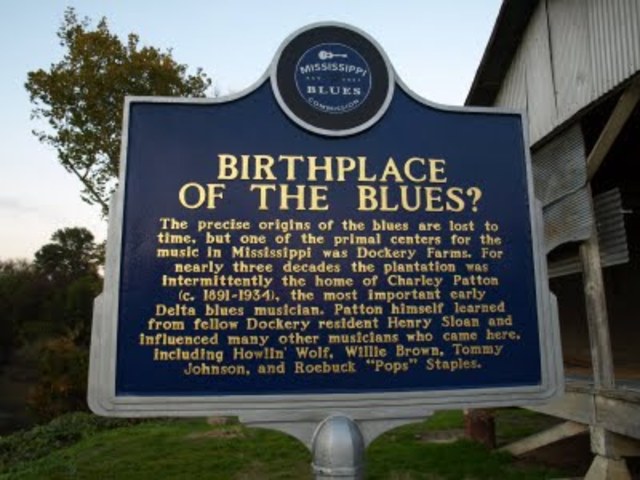 MISSISSIPPI
BLUES
COMMISSION
BIRTHPLACE
OF THE BLUES?
The precise origins of the blues are lost to
time, but one of the primal centers for the
music in Mississippi was Dockery Farms. For
nearly three decades the plantation was
intermittently the home of Charley Patton
(c. 1891-1934), the most important early
Delta blues musician. Patton himself learned
from fellow Dockery resident Henry Sloan and
influenced many other musicians who came here,
including Howlin' Wolf, Willie Brown, Tommy
Johnson, and Roebuck "Pops" Staples.